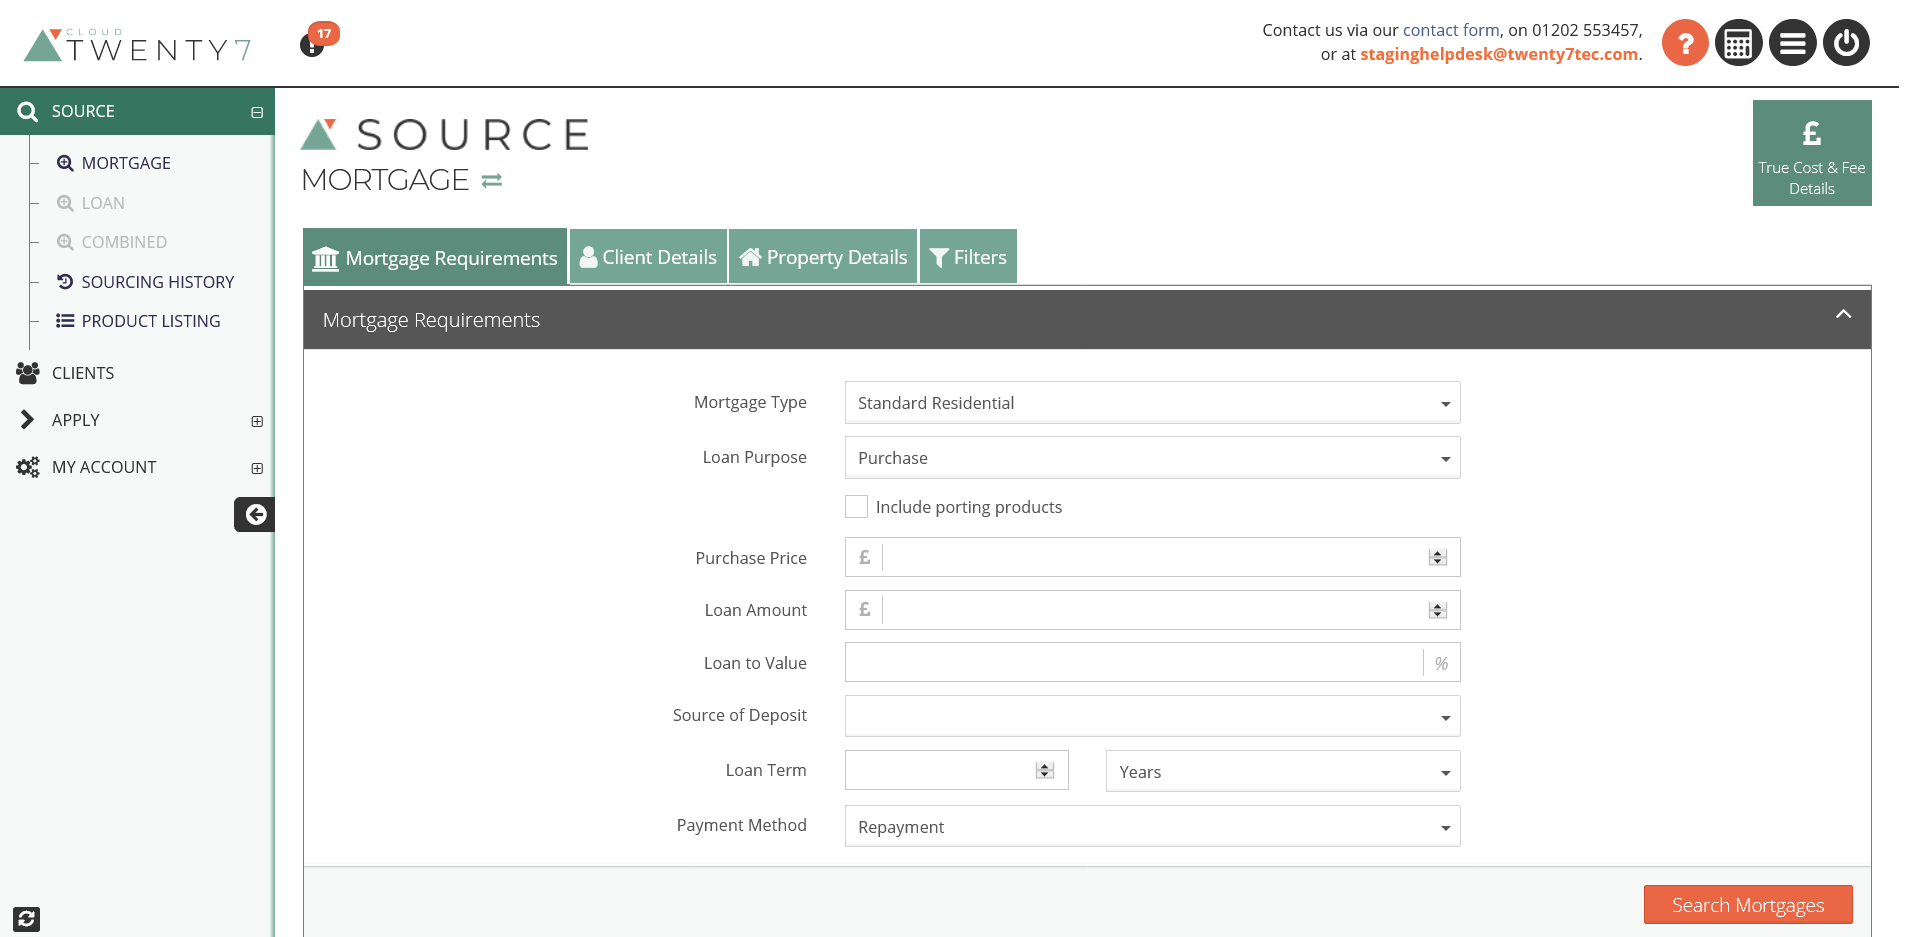 CLOUD
TWENTY7
17
Contact us via our contact form, on 01202 553457,
or at staginghelpdesk@twenty7tec.com.
?
SOURCE
MORTGAGE
LOAN
COMBINED
SOURCING HISTORY
PRODUCT LISTING
CLIENTS
APPLY
MY ACCOUNT
SOURCE
MORTGAGE
£
True Cost & Fee
Details
Mortgage Requirements
Client Details
Property Details
Filters
Mortgage Requirements
Mortgage Type
Standard Residential
Loan Purpose
Purchase
Include porting products
Purchase Price
£
Loan Amount
£
Loan to Value
%
Source of Deposit
Loan Term
Years
Payment Method
Repayment
Search Mortgages